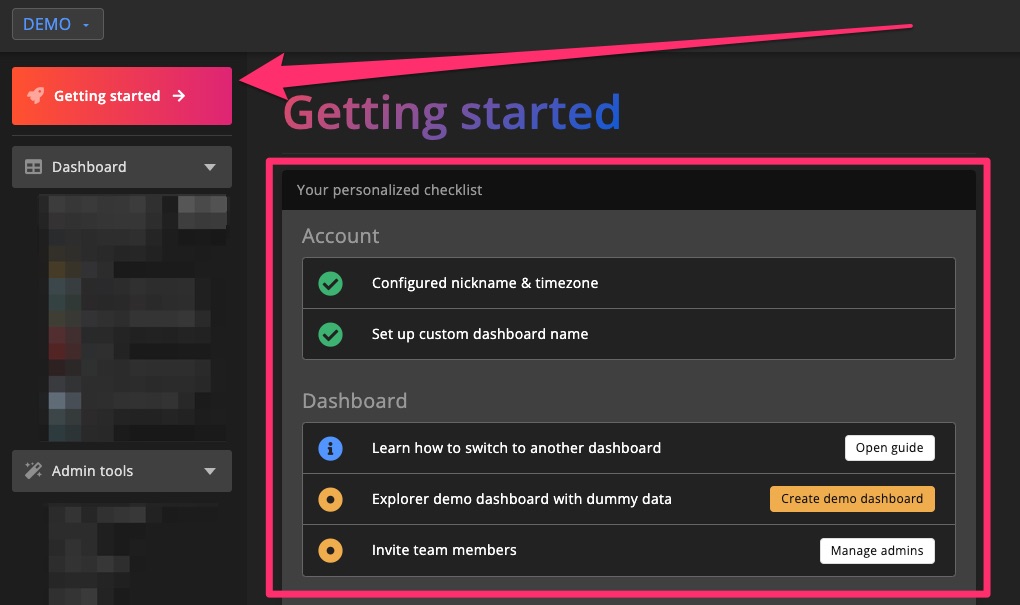 DEMO
Getting started
Dashboard
Admin tools
Getting started
Your personalized checklist
Account
Configured nickname & timezone
Set up custom dashboard name
Dashboard
Learn how to switch to another dashboard
Open guide
Explorer demo dashboard with dummy data
Create demo dashboard
Invite team members
Manage admins